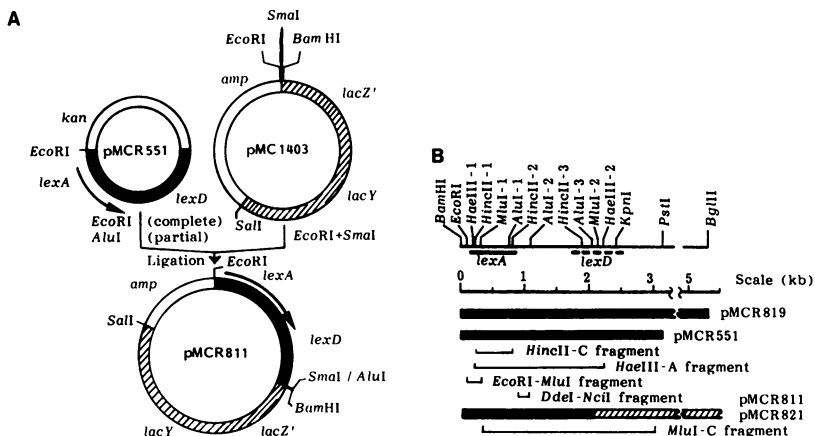 A
SmaI
EcoRI
Bam HI
amp
lacZ'
kan
pMCR551
pMC1403
EcoRI
lexA
lexD
lacY
SalI
EcoRI (complete)
AluI (partial)
EcoRI+SmaI
Ligation
EcoRI
lexA
amp
SalI
lexD
pMCR811
SmaI / AluI
BamHI
lacY
lacZ'
B
BamHI
EcoRI
HaeIII-1
HincII-1
MluI-1
AluI-1
HincII-2
AluI-2
HincII-3
AluI-3
MluI-2
HaeIII-2
KpnI
PstI
BglII
lexA
lexD
0 1 2 3 5 Scale (kb)
pMCR819
pMCR551
HincII-C fragment
HaeIII-A fragment
EcoRI-MluI fragment
DdeI-NciI fragment
pMCR811
pMCR821
MluI-C fragment